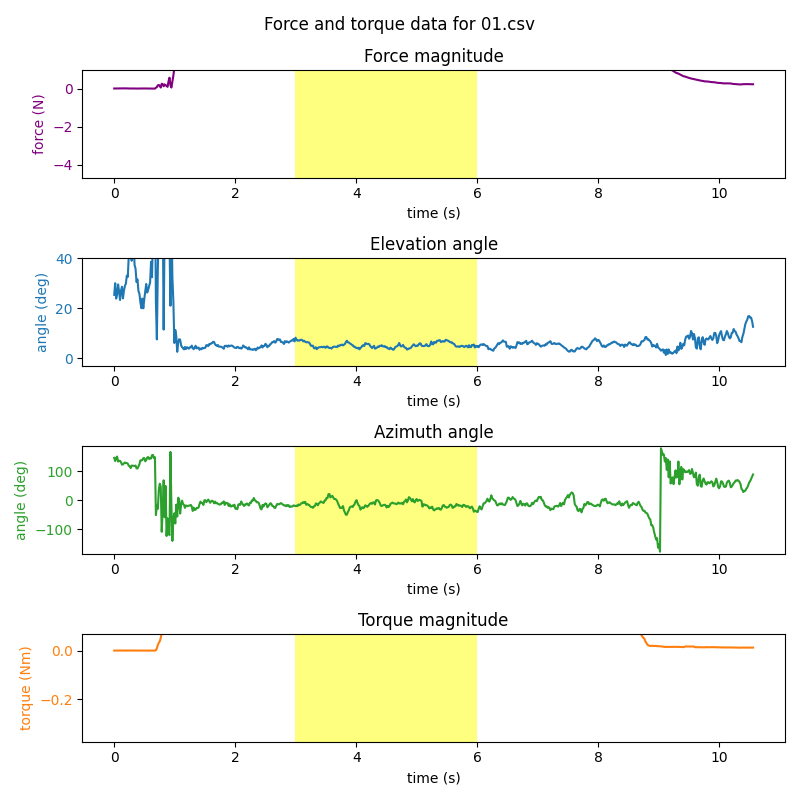 Force and torque data for 01.csv
Force magnitude
force (N)
0
−2
−4
0 2 4 6 8 10
time (s)
Elevation angle
angle (deg)
40
20
0
0 2 4 6 8 10
time (s)
Azimuth angle
angle (deg)
100
0
−100
0 2 4 6 8 10
time (s)
Torque magnitude
torque (Nm)
0.0
−0.2
0 2 4 6 8 10
time (s)